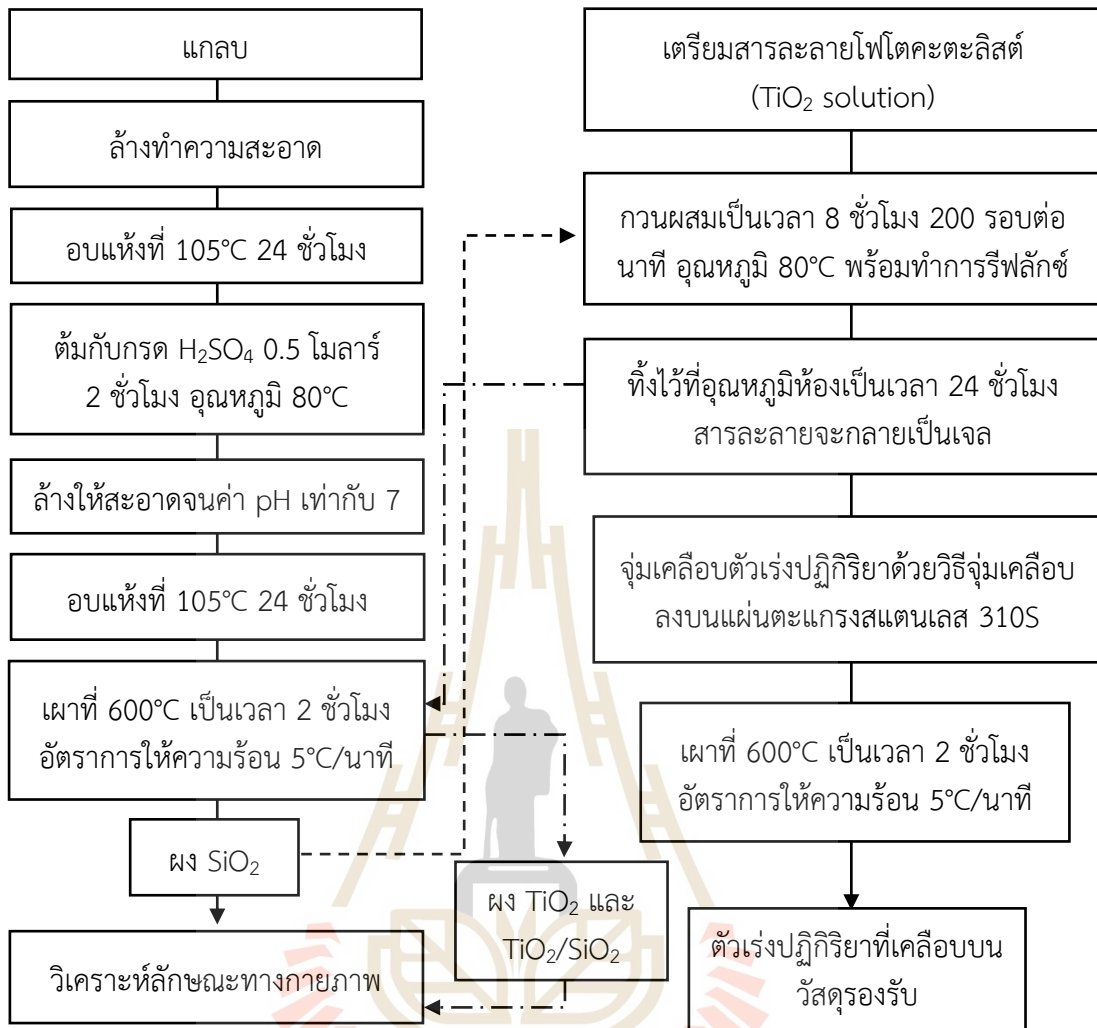 แกลบ
ล้างทำความสะอาด
อบแห้งที่ 105°C 24 ชั่วโมง
ต้มกับกรด H₂SO₄ 0.5 โมลาร์
2 ชั่วโมง อุณหภูมิ 80°C
ล้างให้สะอาดจนค่า pH เท่ากับ 7
อบแห้งที่ 105°C 24 ชั่วโมง
เผาที่ 600°C เป็นเวลา 2 ชั่วโมง
อัตราการให้ความร้อน 5°C/นาที
ผง SiO₂
วิเคราะห์ลักษณะทางกายภาพ
ผง TiO₂ และ
TiO₂/SiO₂
เตรียมสารละลายโฟโตคะตะลิสต์
(TiO₂ solution)
กวนผสมเป็นเวลา 8 ชั่วโมง 200 รอบต่อ
นาที อุณหภูมิ 80°C พร้อมทำการรีฟลักซ์
ทิ้งไว้ที่อุณหภูมิห้องเป็นเวลา 24 ชั่วโมง
สารละลายจะกลายเป็นเจล
จุ่มเคลือบตัวเร่งปฏิกิริยาด้วยวิธีจุ่มเคลือบ
ลงบนแผ่นตะแกรงสแตนเลส 310S
เผาที่ 600°C เป็นเวลา 2 ชั่วโมง
อัตราการให้ความร้อน 5°C/นาที
ตัวเร่งปฏิกิริยาที่เคลือบบน
วัสดุรองรับ